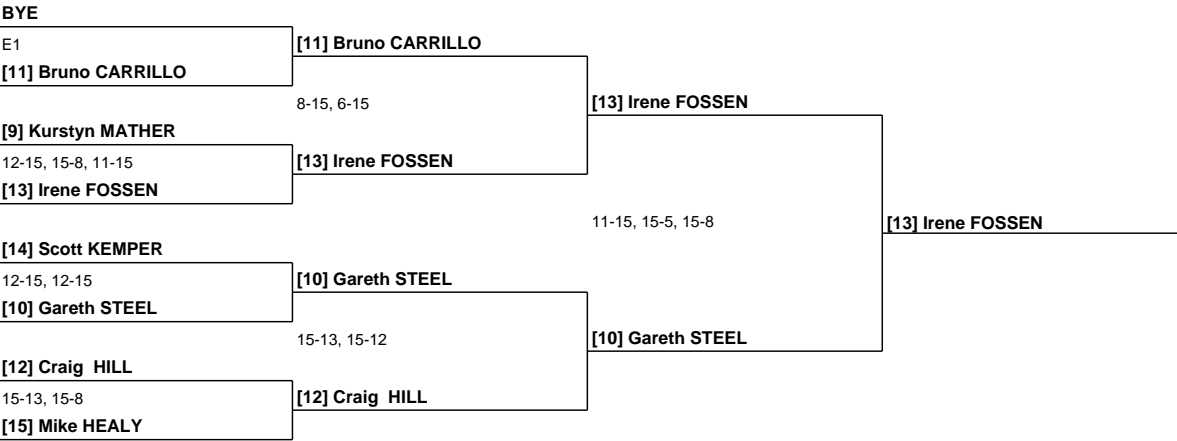 BYE
E1
[11] Bruno CARRILLO
[11] Bruno CARRILLO
8-15, 6-15
[13] Irene FOSSEN
[9] Kurstyn MATHER
12-15, 15-8, 11-15
[13] Irene FOSSEN
[13] Irene FOSSEN
11-15, 15-5, 15-8
[13] Irene FOSSEN
[14] Scott KEMPER
12-15, 12-15
[10] Gareth STEEL
[10] Gareth STEEL
15-13, 15-12
[10] Gareth STEEL
[12] Craig  HILL
15-13, 15-8
[12] Craig  HILL
[15] Mike HEALY